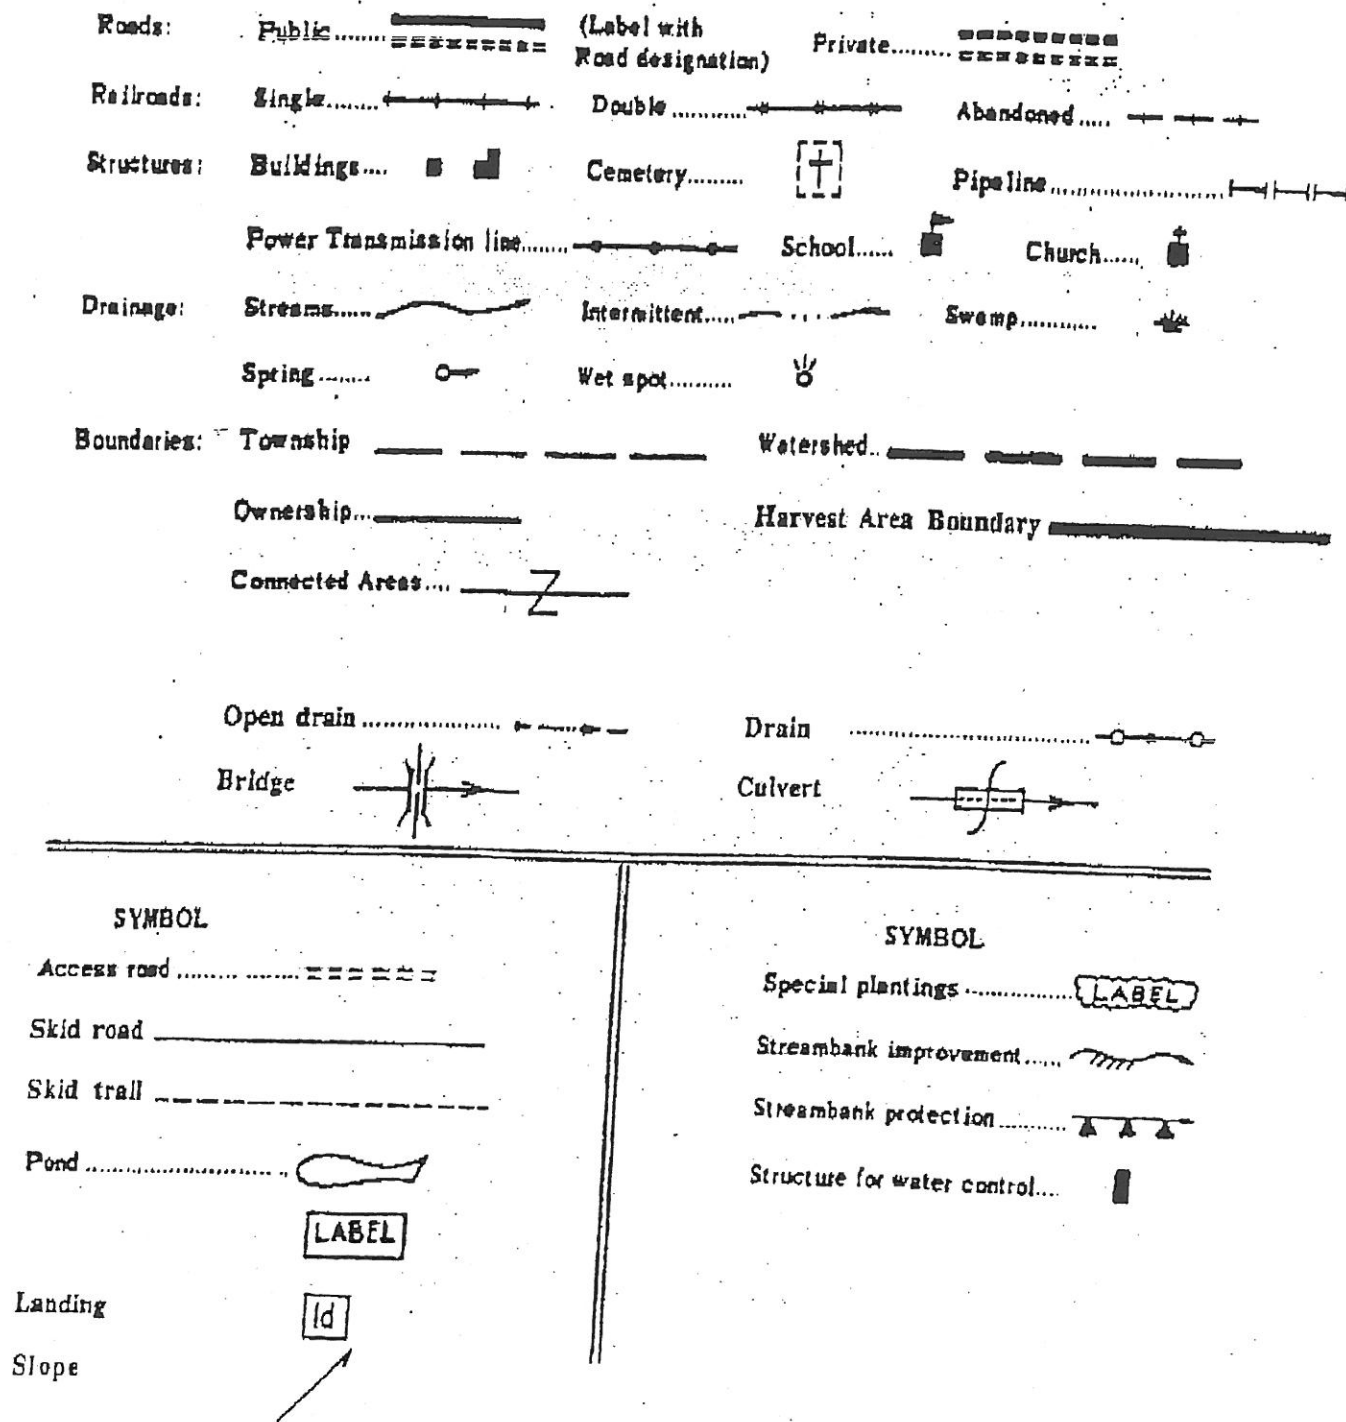 Roads: Public........ (Label with Road designation) Private.........
Railroads: Single....... Double ........... Abandoned .....
Structures: Buildings.... Cemetery......... Pipeline........................
Power Transmission line....... School...... Church......
Drainage: Streams...... Intermittent..... Swamp............
Spring ....... Wet spot..........
Boundaries: Township Watershed..
Ownership... Harvest Area Boundary
Connected Areas....
Open drain .................... Drain ....................................
Bridge Culvert
SYMBOL
Access road ..................
Skid road
Skid trail
Pond ..............................
LABEL
Landing ld
Slope
SYMBOL
Special plantings ............... LABEL
Streambank improvement......
Streambank protection ..........
Structure for water control....